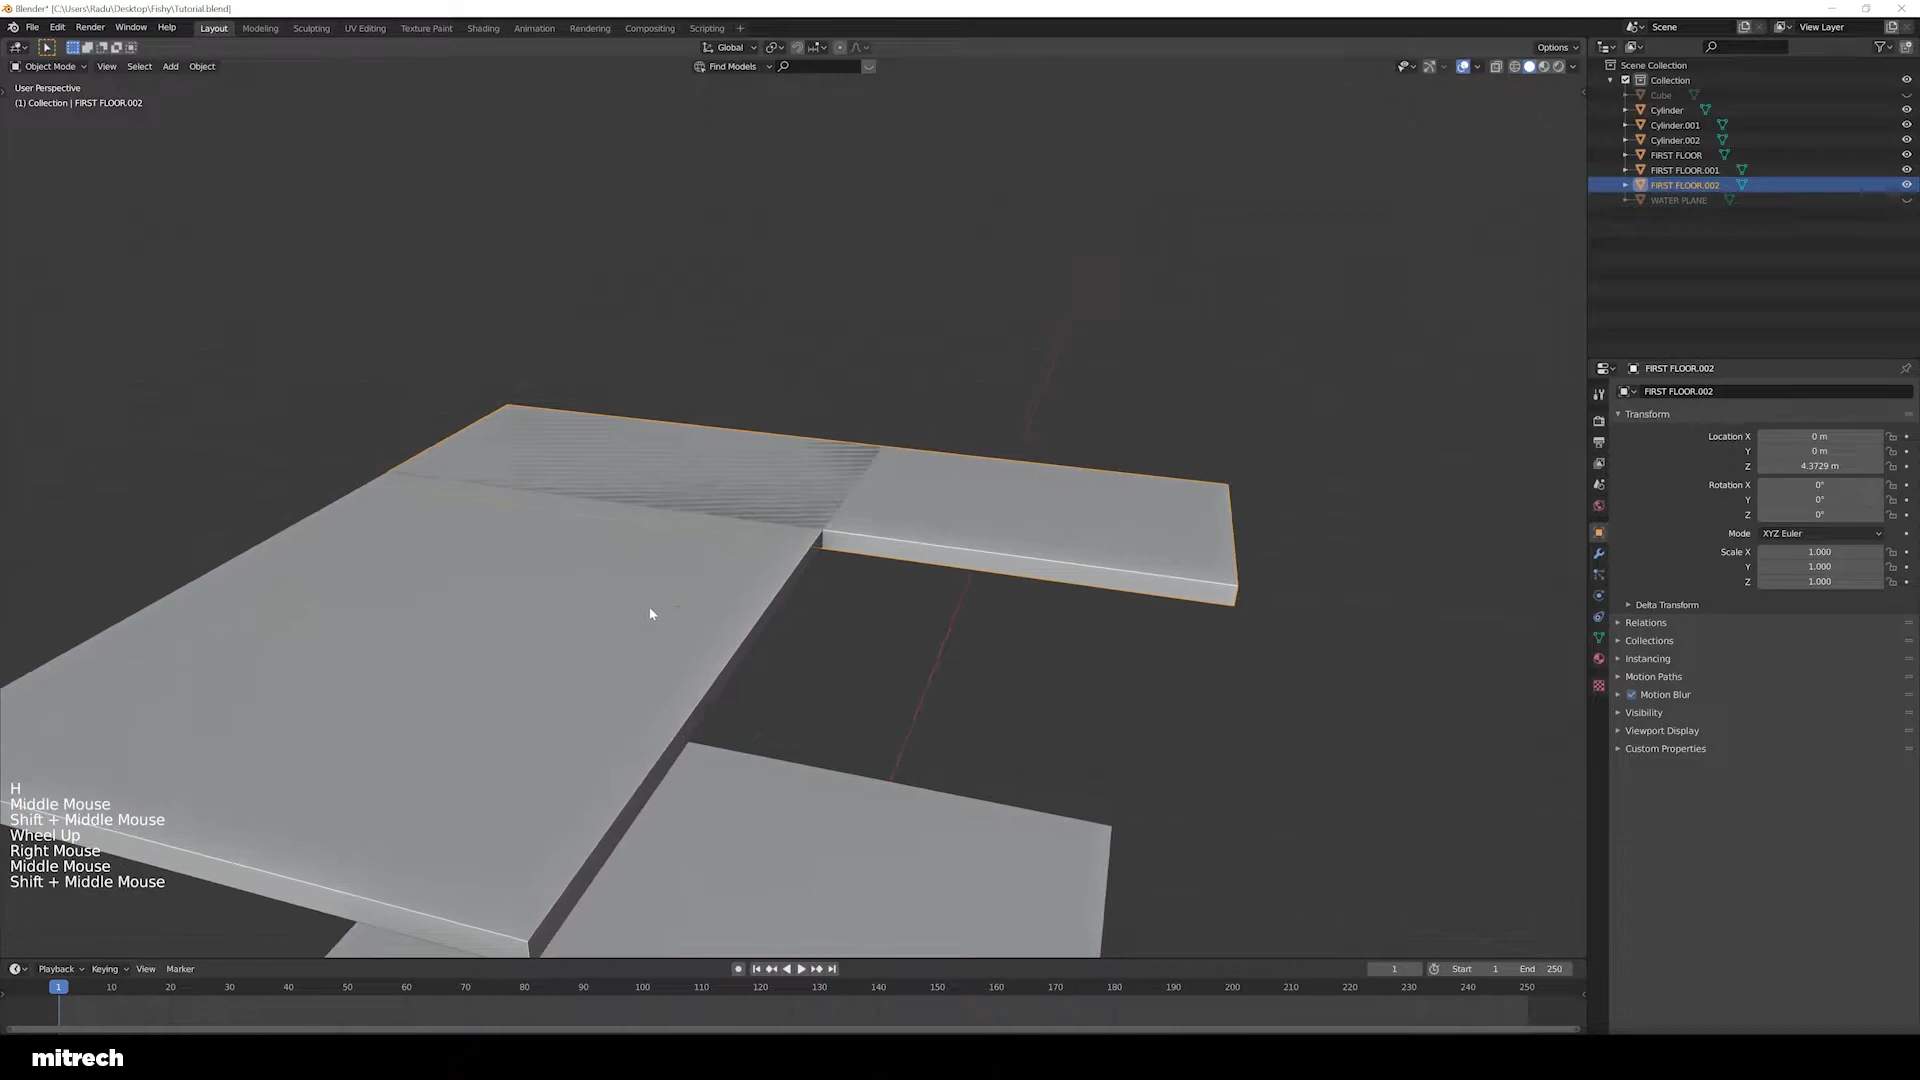 Blender* [C:\Users\Radu\Desktop\Fishy\Tutorial.blend]
File Edit Render Window Help Layout Modeling Sculpting UV Editing Texture Paint Shading Animation Rendering Compositing Scripting + Scene View Layer
Global Options
Object Mode View Select Add Object Find Models
User Perspective
(1) Collection | FIRST FLOOR.002
Scene Collection
Collection
Cube
Cylinder
Cylinder.001
Cylinder.002
FIRST FLOOR
FIRST FLOOR.001
FIRST FLOOR.002
WATER PLANE
FIRST FLOOR.002
FIRST FLOOR.002
Transform
Location X 0 m
Y 0 m
Z 4.3729 m
Rotation X 0°
Y 0°
Z 0°
Mode XYZ Euler
Scale X 1.000
Y 1.000
Z 1.000
Delta Transform
Relations
Collections
Instancing
Motion Paths
Motion Blur
Visibility
Viewport Display
Custom Properties
H
Middle Mouse
Shift + Middle Mouse
Wheel Up
Right Mouse
Middle Mouse
Shift + Middle Mouse
Playback Keying View Marker 1 Start 1 End 250
1 10 20 30 40 50 60 70 80 90 100 110 120 130 140 150 160 170 180 190 200 210 220 230 240 250
mitrech